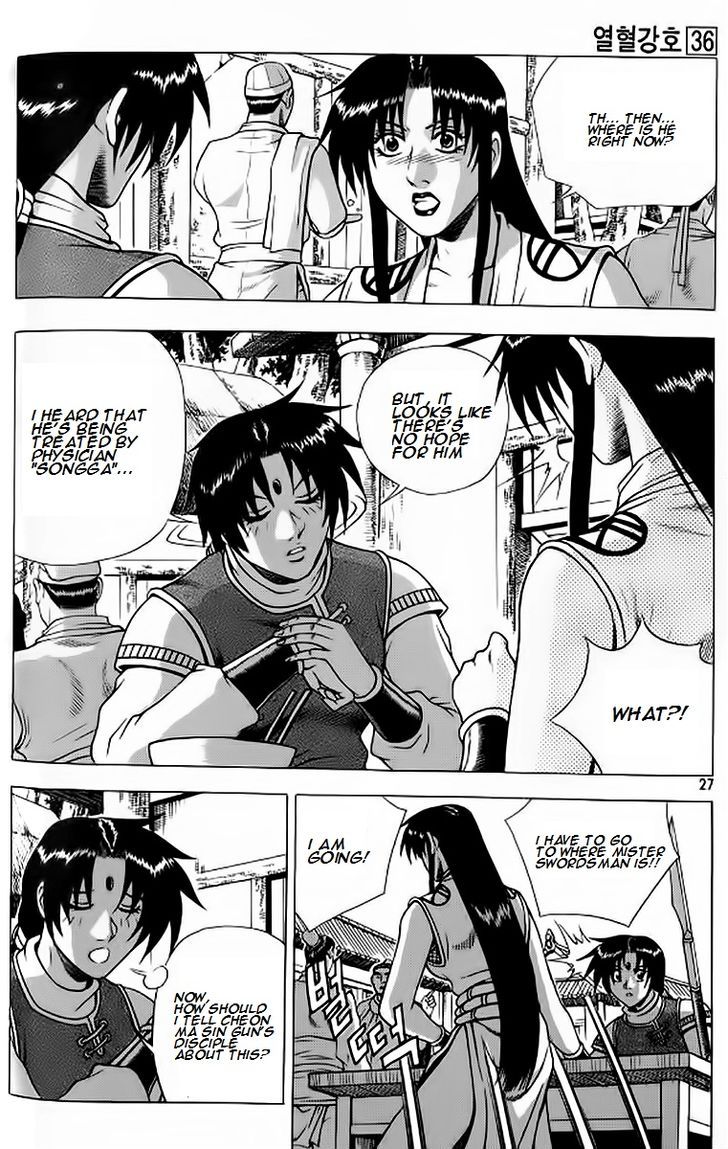 열혈강호 36
TH... THEN...
WHERE IS HE
RIGHT NOW?
I HEARD THAT
HE'S BEING
TREATED BY
PHYSICIAN
"SONGGA"...
BUT, IT
LOOKS LIKE
THERE'S
NO HOPE
FOR HIM
WHAT?!
27
NOW,
HOW SHOULD
I TELL CHEON
MA SIN GUN'S
DISCIPLE
ABOUT THIS?
I AM
GOING!
I HAVE TO GO
TO WHERE MISTER
SWORDSMAN IS!!
벌떡